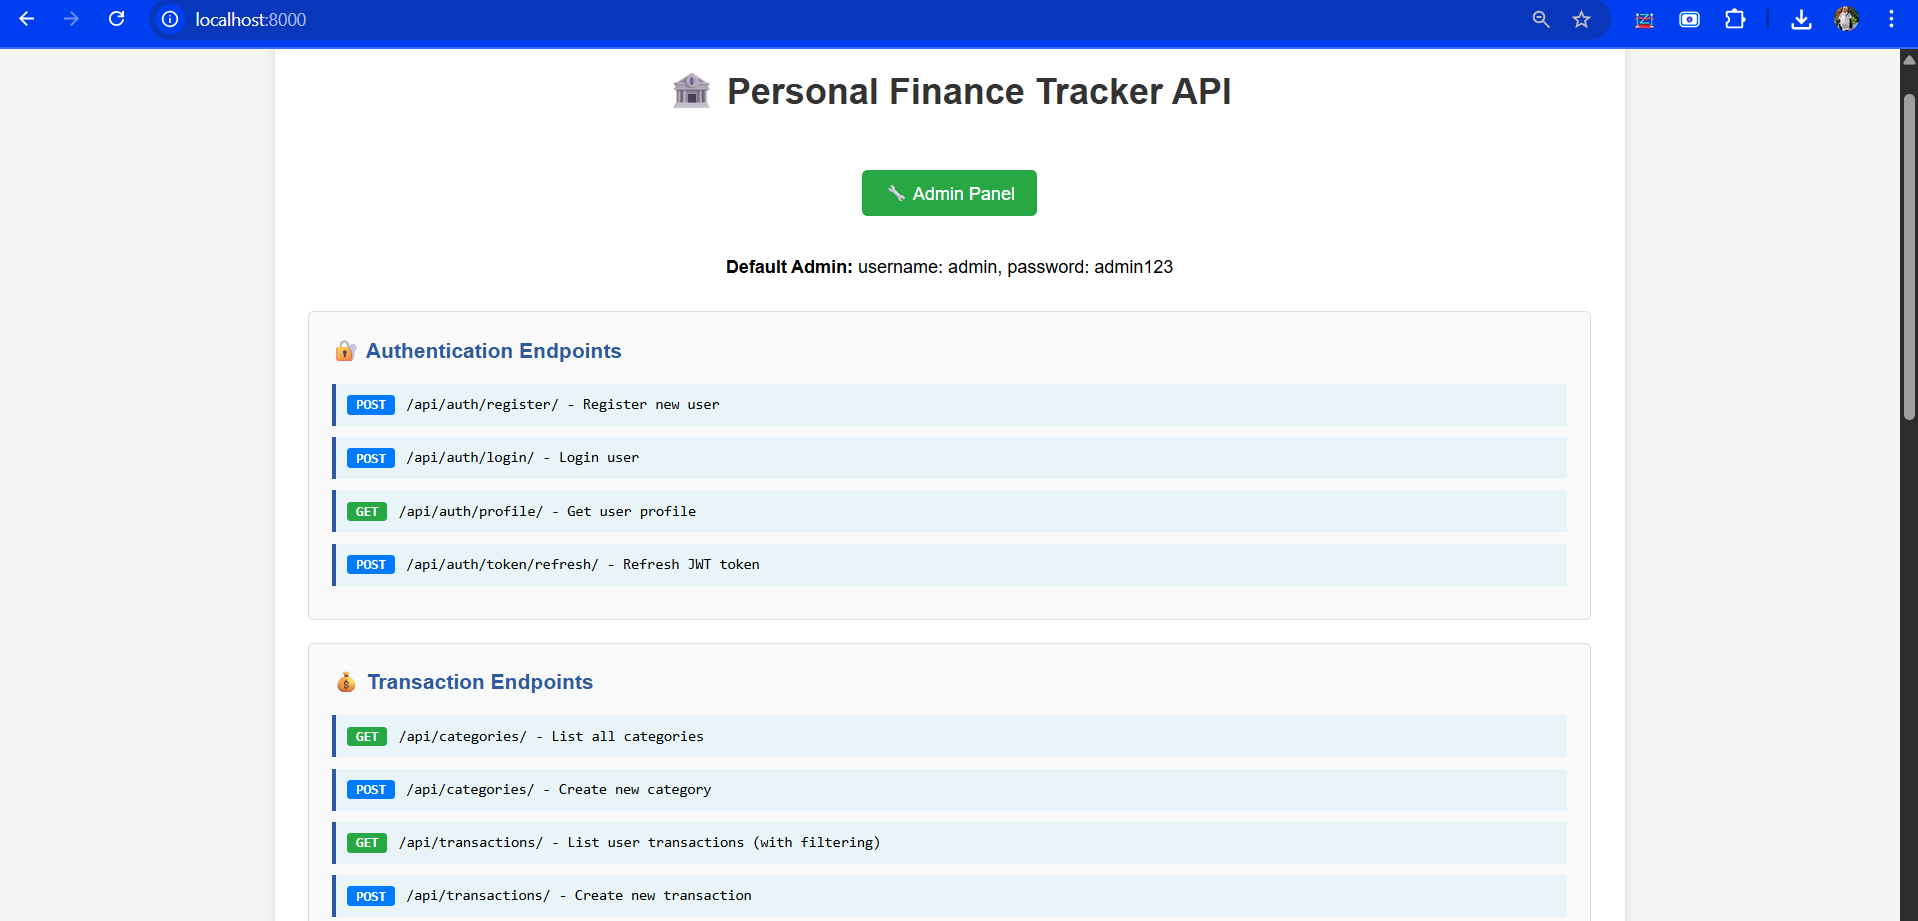 localhost:8000
Personal Finance Tracker API
Admin Panel
Default Admin: username: admin, password: admin123
Authentication Endpoints
POST /api/auth/register/ - Register new user
POST /api/auth/login/ - Login user
GET /api/auth/profile/ - Get user profile
POST /api/auth/token/refresh/ - Refresh JWT token
Transaction Endpoints
GET /api/categories/ - List all categories
POST /api/categories/ - Create new category
GET /api/transactions/ - List user transactions (with filtering)
POST /api/transactions/ - Create new transaction